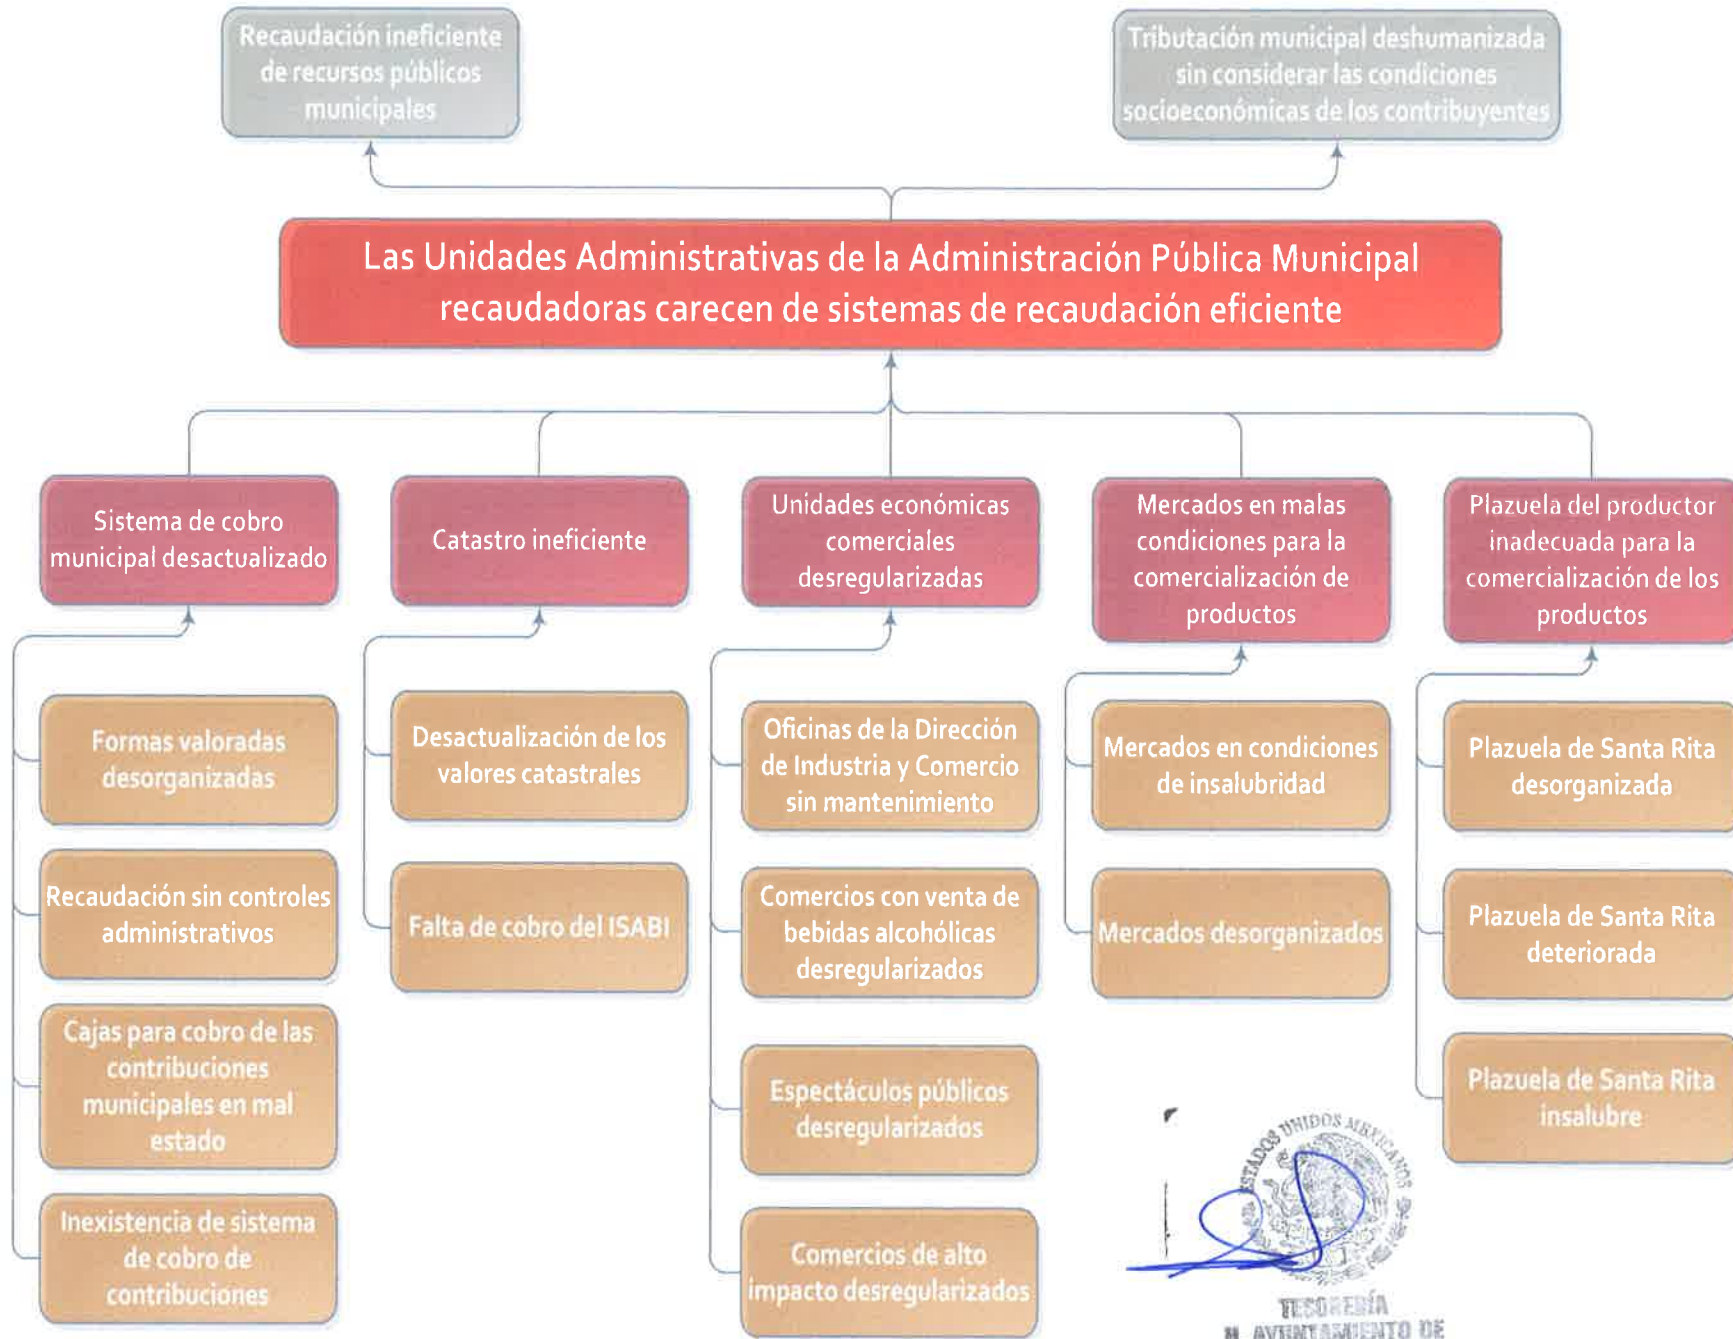 Recaudación ineficiente
de recursos públicos
municipales
Tributación municipal deshumanizada
sin considerar las condiciones
socioeconómicas de los contribuyentes
Las Unidades Administrativas de la Administración Pública Municipal
recaudadoras carecen de sistemas de recaudación eficiente
Sistema de cobro
municipal desactualizado
Catastro ineficiente
Unidades económicas
comerciales
desregularizadas
Mercados en malas
condiciones para la
comercialización de
productos
Plazuela del productor
inadecuada para la
comercialización de los
productos
Formas valoradas
desorganizadas
Recaudación sin controles
administrativos
Cajas para cobro de las
contribuciones
municipales en mal
estado
Inexistencia de sistema
de cobro de
contribuciones
Desactualización de los
valores catastrales
Falta de cobro del ISABI
Oficinas de la Dirección
de Industria y Comercio
sin mantenimiento
Comercios con venta de
bebidas alcohólicas
desregularizados
Espectáculos públicos
desregularizados
Comercios de alto
impacto desregularizados
Mercados en condiciones
de insalubridad
Mercados desorganizados
Plazuela de Santa Rita
desorganizada
Plazuela de Santa Rita
deteriorada
Plazuela de Santa Rita
insalubre
ESTADOS UNIDOS MEXICANOS
TESORERÍA
H. AYUNTAMIENTO DE